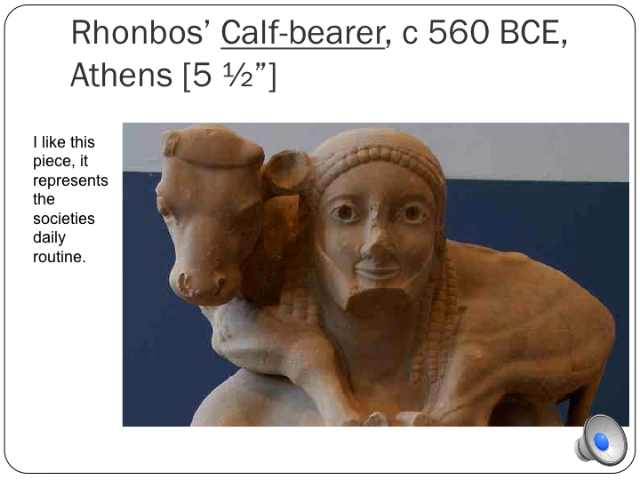 Rhonbos’ Calf-bearer, c 560 BCE,
Athens [5 ½”]
I like this
piece, it
represents
the
societies
daily
routine.